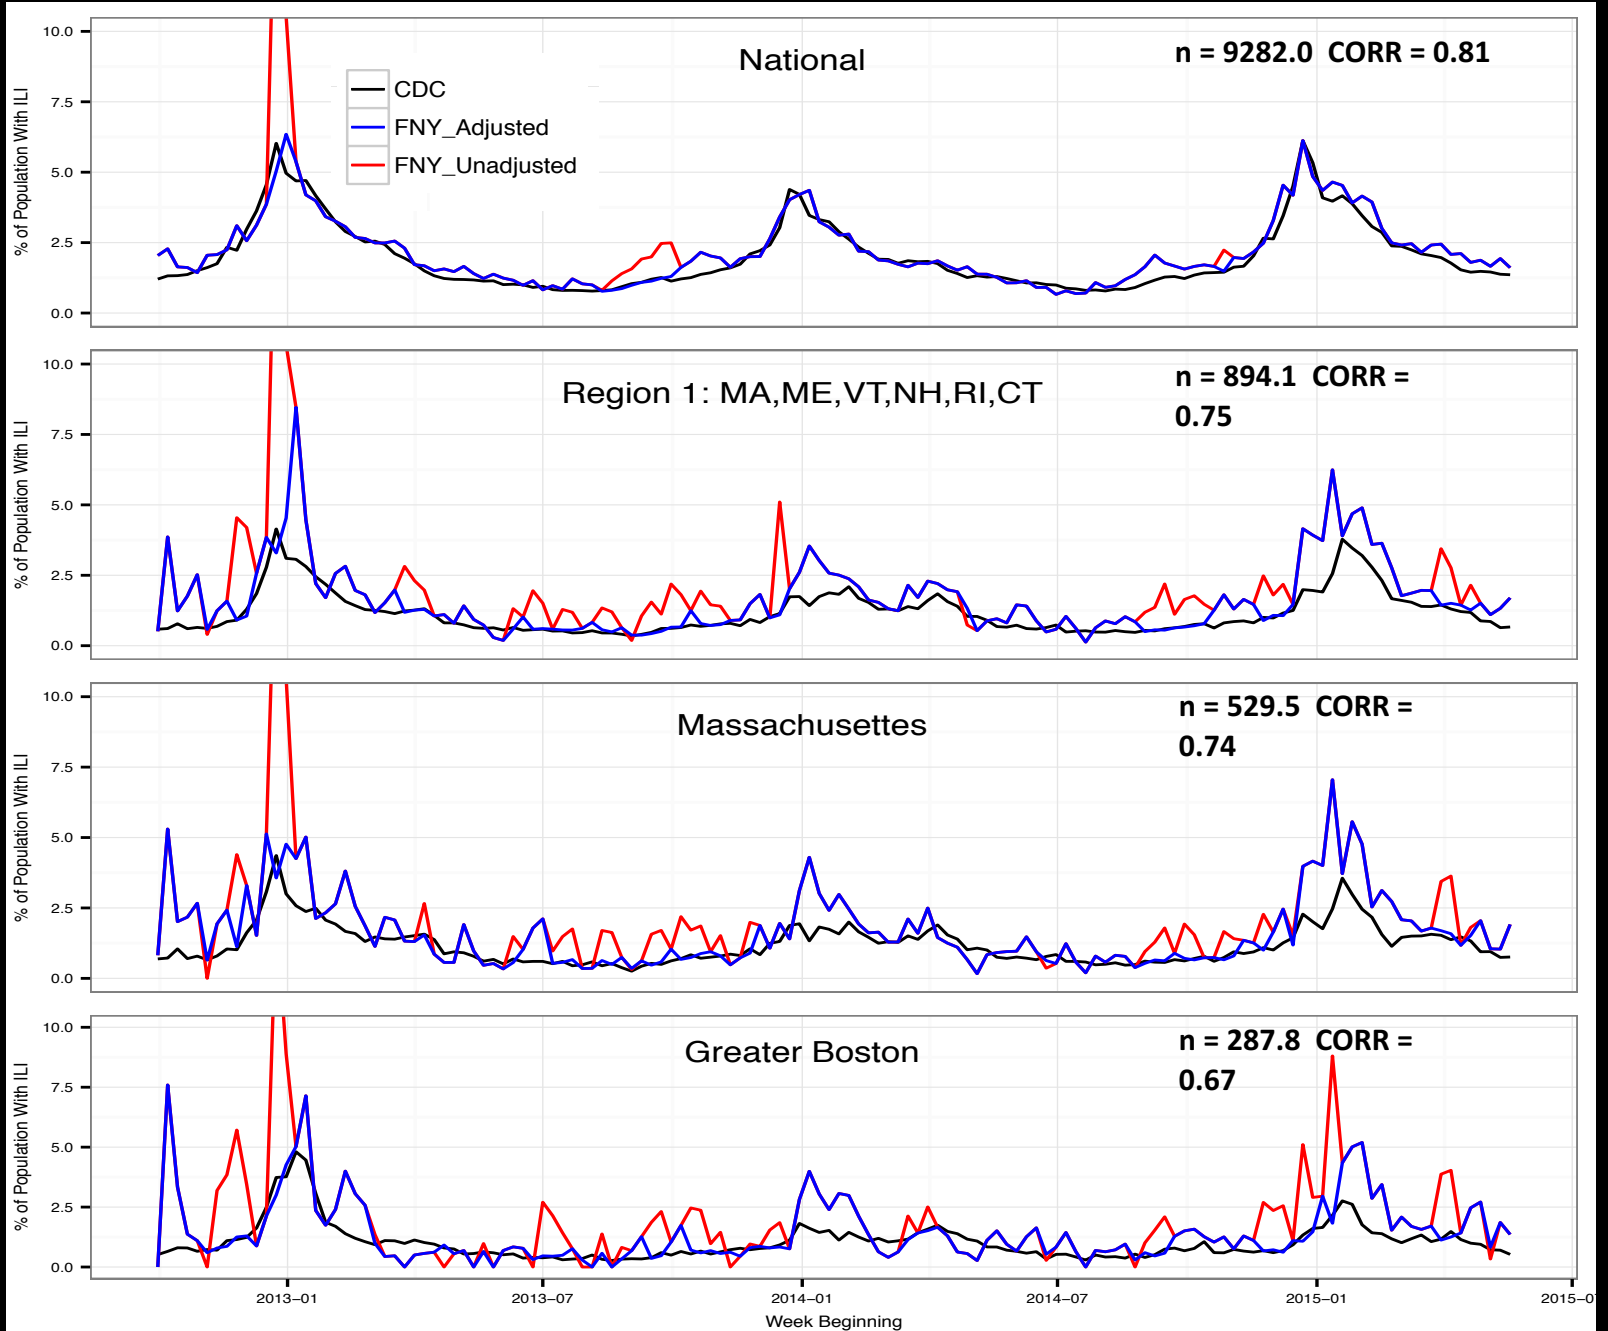 10.0
7.5
5.0
2.5
0.0
% of Population With ILI
National
n = 9282.0 CORR = 0.81
CDC
FNY_Adjusted
FNY_Unadjusted
10.0
7.5
5.0
2.5
0.0
% of Population With ILI
Region 1: MA,ME,VT,NH,RI,CT
n = 894.1 CORR =
0.75
10.0
7.5
5.0
2.5
0.0
% of Population With ILI
Massachusettes
n = 529.5 CORR =
0.74
10.0
7.5
5.0
2.5
0.0
% of Population With ILI
Greater Boston
n = 287.8 CORR =
0.67
2013–01
2013–07
2014–01
2014–07
2015–01
2015–0
Week Beginning